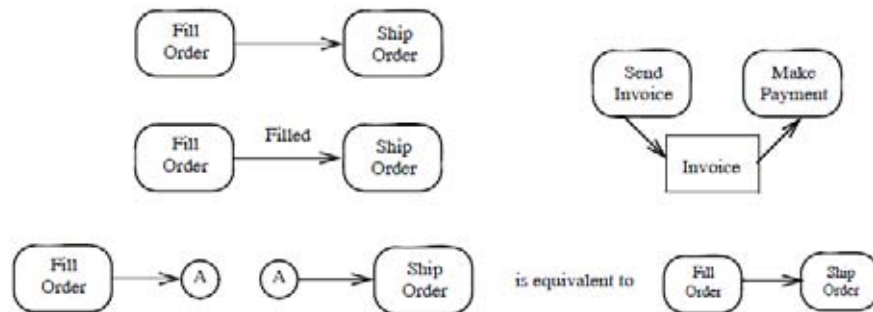 Fill
Order
Ship
Order
Send
Invoice
Make
Payment
Fill
Order
Filled
Ship
Order
Invoice
Fill
Order
A
A
Ship
Order
is equivalent to
Fill
Order
Ship
Order